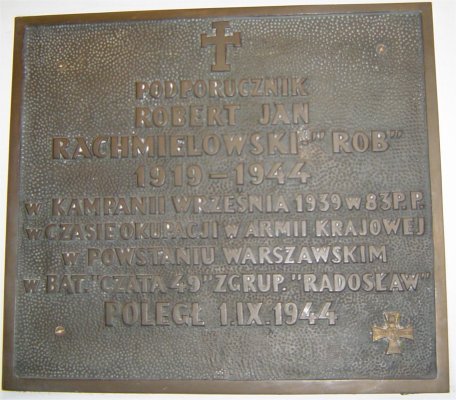 PODPORUCZNIK
ROBERT JAN
RACHMIELOWSKI-"ROB"
1919-1944
W KAMPANII WRZEŚNIA 1939 W 83 P.P.
W CZASIE OKUPACJI W ARMII KRAJOWEJ
W POWSTANIU WARSZAWSKIM
W BAT. "CZATA 49" ZGRUP. "RADOSŁAW"
POLEGŁ 1.IX.1944